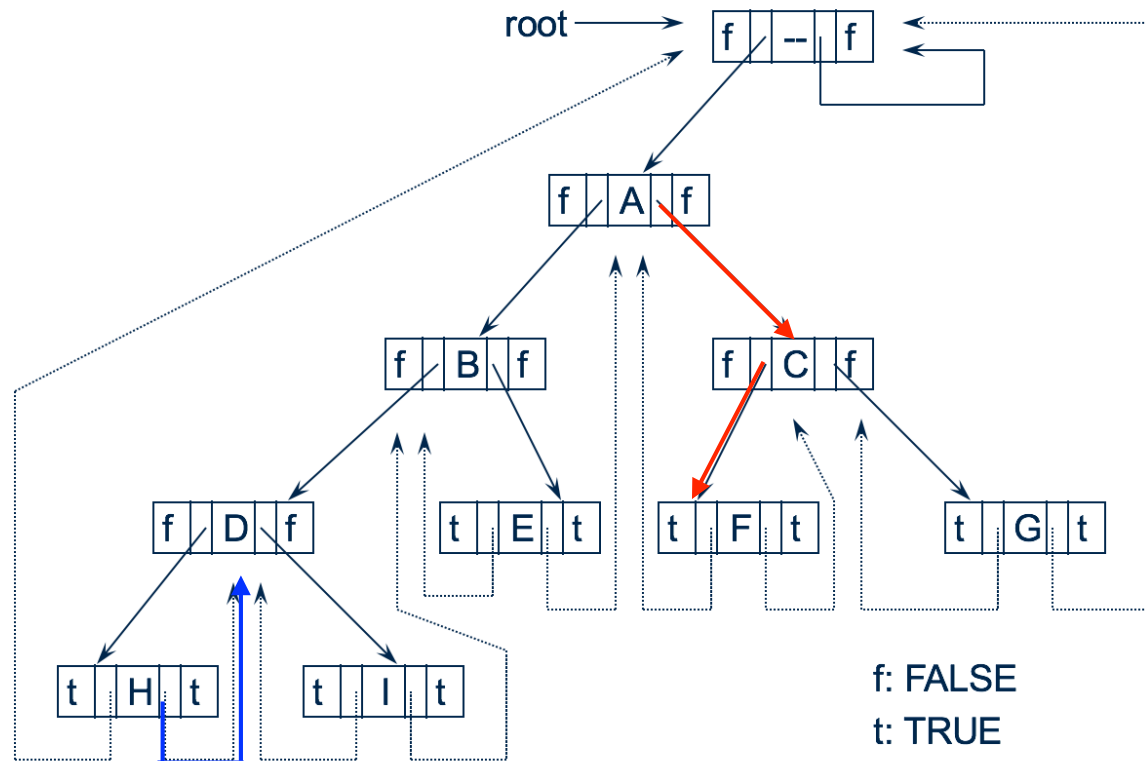 root
f -- f
f A f
f B f
f C f
f D f
t E t
t F t
t G t
t H t
t I t
f: FALSE
t: TRUE